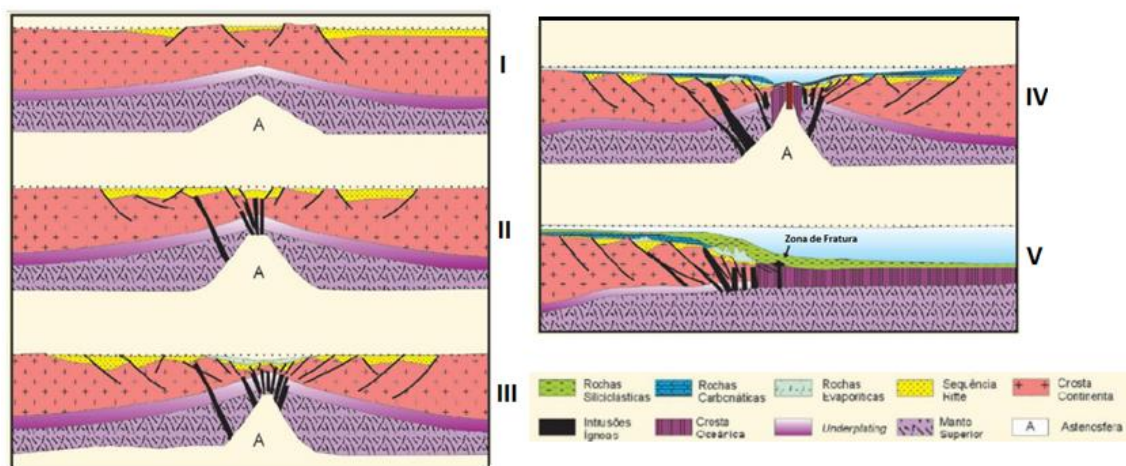 I
A
II
A
III
A
IV
A
Zona de Fratura
V
Rochas Siliciclásticas
Rochas Carbonáticas
Rochas Evaporíticas
Sequência Rifte
Crosta Continenta
Intrusões Ígneas
Crosta Oceânica
Underplating
Manto Superior
A
Astenosfera